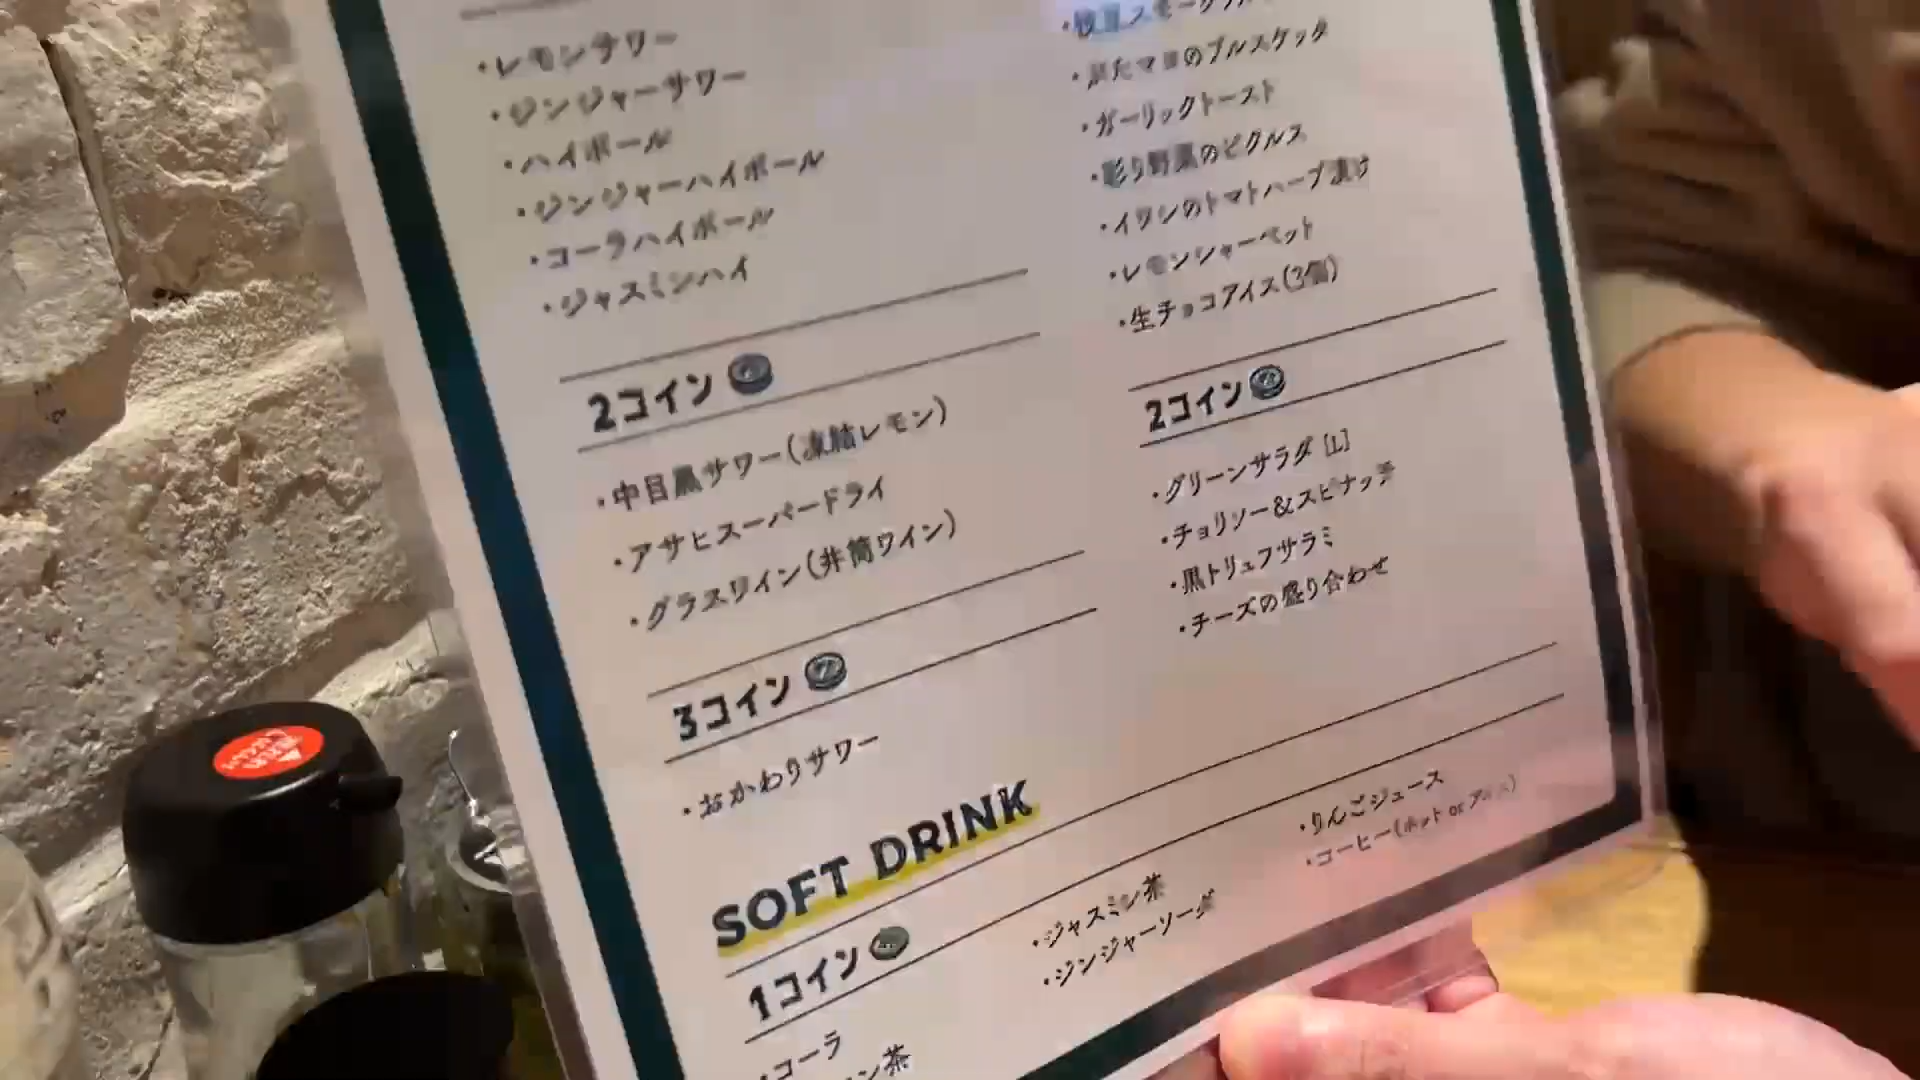 ・レモンサワー
・ジンジャーサワー
・ハイボール
・ジンジャーハイボール
・コーラハイボール
・ジャスミンハイ
2コイン
・中目黒サワー(凍結レモン)
・アサヒスーパードライ
・グラスワイン(井筒ワイン)
3コイン
・おかわりサワー
・ぶたマヨのブルスケッタ
・ガーリックトースト
・彩り野菜のピクルス
・イワシのトマトハーブ漬け
・レモンシャーベット
・生チョコアイス(3個)
2コイン
・グリーンサラダ [L]
・チョリソー&スピナッチ
・黒トリュフサラミ
・チーズの盛り合わせ
SOFT DRINK
1コイン
・コーラ
ン茶
・ジャスミン茶
・ジンジャーソーダ
・りんごジュース
・コーヒー(ホット or アイス)